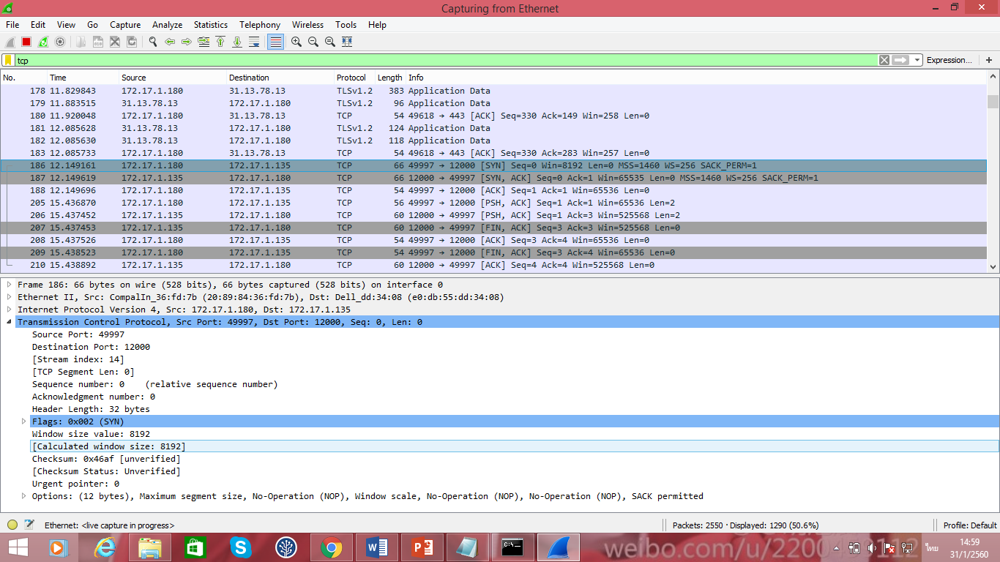 Capturing from Ethernet
File Edit View Go Capture Analyze Statistics Telephony Wireless Tools Help
tcp Expression... +
No. Time Source Destination Protocol Length Info
178 11.829843 172.17.1.180 31.13.78.13 TLSv1.2 383 Application Data
179 11.883515 31.13.78.13 172.17.1.180 TLSv1.2 96 Application Data
180 11.920048 172.17.1.180 31.13.78.13 TCP 54 49618 → 443 [ACK] Seq=330 Ack=149 Win=258 Len=0
181 12.085628 31.13.78.13 172.17.1.180 TLSv1.2 124 Application Data
182 12.085630 31.13.78.13 172.17.1.180 TLSv1.2 118 Application Data
183 12.085733 172.17.1.180 31.13.78.13 TCP 54 49618 → 443 [ACK] Seq=330 Ack=283 Win=257 Len=0
186 12.149161 172.17.1.180 172.17.1.135 TCP 66 49997 → 12000 [SYN] Seq=0 Win=8192 Len=0 MSS=1460 WS=256 SACK_PERM=1
187 12.149619 172.17.1.135 172.17.1.180 TCP 66 12000 → 49997 [SYN, ACK] Seq=0 Ack=1 Win=65535 Len=0 MSS=1460 WS=256 SACK_PERM=1
188 12.149696 172.17.1.180 172.17.1.135 TCP 54 49997 → 12000 [ACK] Seq=1 Ack=1 Win=65536 Len=0
205 15.436870 172.17.1.180 172.17.1.135 TCP 56 49997 → 12000 [PSH, ACK] Seq=1 Ack=1 Win=65536 Len=2
206 15.437452 172.17.1.135 172.17.1.180 TCP 60 12000 → 49997 [PSH, ACK] Seq=1 Ack=3 Win=525568 Len=2
207 15.437453 172.17.1.135 172.17.1.180 TCP 60 12000 → 49997 [FIN, ACK] Seq=3 Ack=3 Win=525568 Len=0
208 15.437526 172.17.1.180 172.17.1.135 TCP 54 49997 → 12000 [ACK] Seq=3 Ack=4 Win=65536 Len=0
209 15.438523 172.17.1.180 172.17.1.135 TCP 54 49997 → 12000 [FIN, ACK] Seq=3 Ack=4 Win=65536 Len=0
210 15.438892 172.17.1.135 172.17.1.180 TCP 60 12000 → 49997 [ACK] Seq=4 Ack=4 Win=525568 Len=0
Frame 186: 66 bytes on wire (528 bits), 66 bytes captured (528 bits) on interface 0
Ethernet II, Src: CompalIn_36:fd:7b (20:89:84:36:fd:7b), Dst: Dell_dd:34:08 (e0:db:55:dd:34:08)
Internet Protocol Version 4, Src: 172.17.1.180, Dst: 172.17.1.135
Transmission Control Protocol, Src Port: 49997, Dst Port: 12000, Seq: 0, Len: 0
Source Port: 49997
Destination Port: 12000
[Stream index: 14]
[TCP Segment Len: 0]
Sequence number: 0 (relative sequence number)
Acknowledgment number: 0
Header Length: 32 bytes
Flags: 0x002 (SYN)
Window size value: 8192
[Calculated window size: 8192]
Checksum: 0x46af [unverified]
[Checksum Status: Unverified]
Urgent pointer: 0
Options: (12 bytes), Maximum segment size, No-Operation (NOP), Window scale, No-Operation (NOP), No-Operation (NOP), SACK permitted
Ethernet: <live capture in progress> Packets: 2550 · Displayed: 1290 (50.6%) Profile: Default
ไทย 14:59
31/1/2560